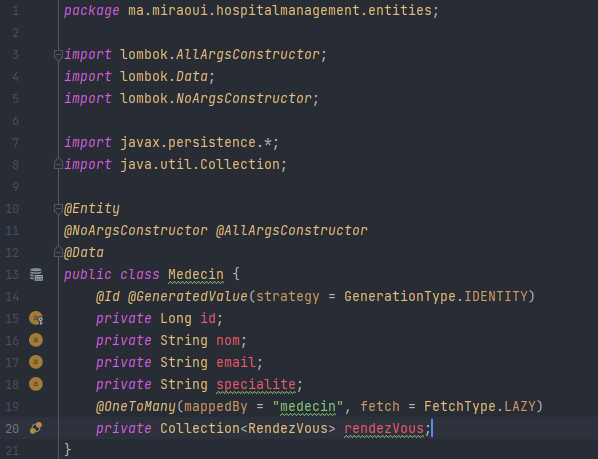 1 package ma.miraoui.hospitalmanagement.entities;
2
3 import lombok.AllArgsConstructor;
4 import lombok.Data;
5 import lombok.NoArgsConstructor;
6
7 import javax.persistence.*;
8 import java.util.Collection;
9
10 @Entity
11 @NoArgsConstructor @AllArgsConstructor
12 @Data
13 public class Medecin {
14     @Id @GeneratedValue(strategy = GenerationType.IDENTITY)
15     private Long id;
16     private String nom;
17     private String email;
18     private String specialite;
19     @OneToMany(mappedBy = "medecin", fetch = FetchType.LAZY)
20     private Collection<RendezVous> rendezVous;
21 }